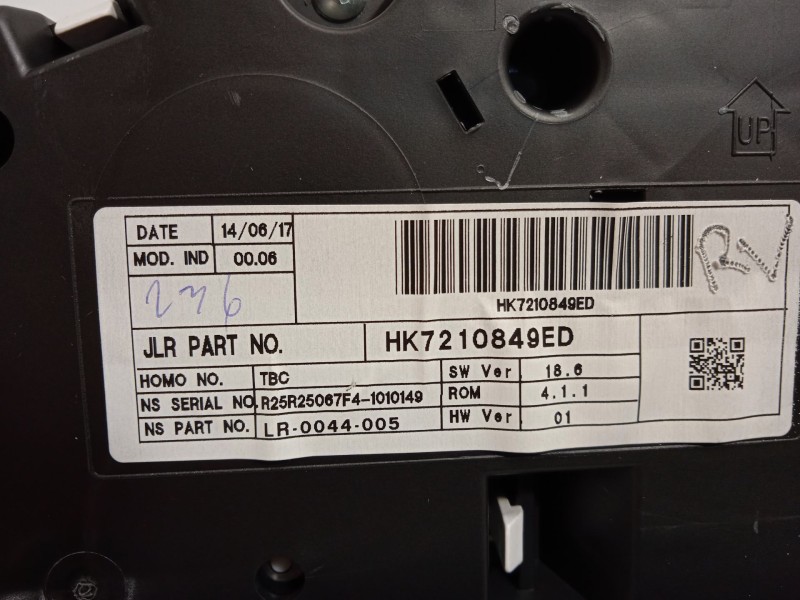 UP
DATE 14/06/17
MOD. IND 00.06
HK7210849ED
236
JLR PART NO. HK7210849ED
HOMO NO. TBC SW Ver 18.6
NS SERIAL NO. R25R25067F4-1010149 ROM 4.1.1
NS PART NO. LR-0044-005 HW Ver 01